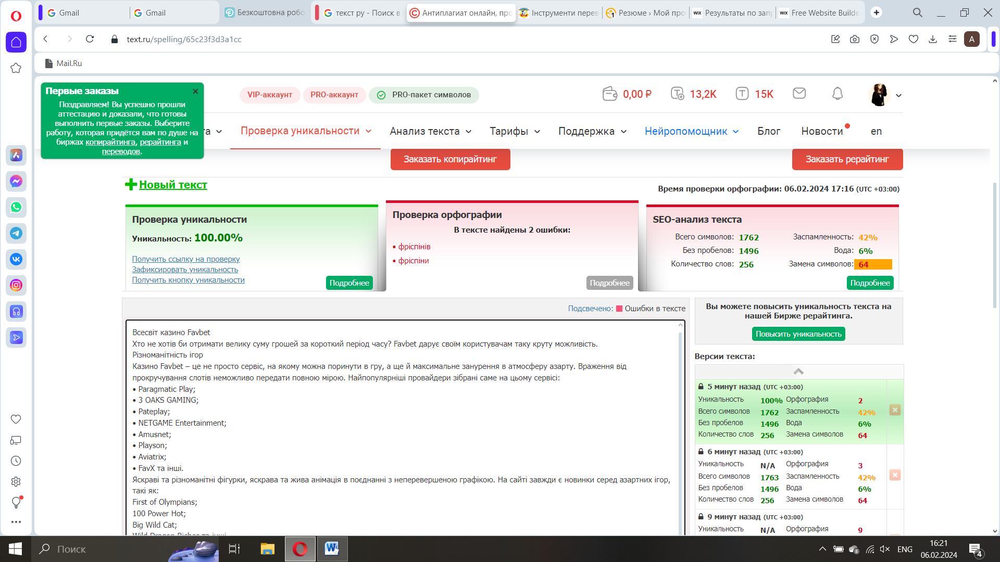 Gmail
Gmail
Безкоштовна робо
текст ру - Поиск в
Антиплагиат онлайн, про
Інструменти перев
Резюме › Мой про
Результаты по запр
Free Website Builde
text.ru/spelling/65c23f3d3a1cc
A
Mail.Ru
Первые заказы
Поздравляем! Вы успешно прошли
аттестацию и доказали, что готовы
выполнить первые заказы. Выберите
работу, которая придётся вам по душе на
биржах копирайтинга, рерайтинга и
переводов.
VIP-аккаунт
PRO-аккаунт
PRO-пакет символов
0,00 ₽
13,2K
15K
та
Проверка уникальности
Анализ текста
Тарифы
Поддержка
Нейропомощник
Блог
Новости
en
Заказать копирайтинг
Заказать рерайтинг
Новый текст
Время проверки орфографии: 06.02.2024 17:16 (UTC +03:00)
Проверка уникальности
Уникальность: 100.00%
Получить ссылку на проверку
Зафиксировать уникальность
Получить кнопку уникальности
Подробнее
Проверка орфографии
В тексте найдены 2 ошибки:
• фріспінів
• фріспіни
Подробнее
SEO-анализ текста
Всего символов: 1762 Заспамленность: 42%
Без пробелов: 1496 Вода: 6%
Количество слов: 256 Замена символов: 64
Подробнее
Подсвечено: Ошибки в тексте
Всесвіт казино Favbet
Хто не хотів би отримати велику суму грошей за короткий період часу? Favbet дарує своїм користувачам таку круту можливість.
Різноманітність ігор
Казино Favbet – це не просто сервіс, на якому можна поринути в гру, а ще й максимальне занурення в атмосферу азарту. Враження від
прокручування слотів неможливо передати повною мірою. Найпопулярніші провайдери зібрані саме на цьому сервісі:
• Paragmatic Play;
• 3 OAKS GAMING;
• Pateplay;
• NETGAME Entertainment;
• Amusnet;
• Playson;
• Aviatrix;
• FavX та інші.
Яскраві та різноманітні фігурки, яскрава та жива анімація в поєднанні з неперевершеною графікою. На сайті завжди є новинки серед азартних ігор,
такі як:
First of Olympians;
100 Power Hot;
Big Wild Cat;
Wild Dragon Riches та інші
Вы можете повысить уникальность текста на
нашей Бирже рерайтинга.
Повысить уникальность
Версии текста:
5 минут назад (UTC +03:00)
Уникальность 100% Орфография 2
Всего символов 1762 Заспамленность 42%
Без пробелов 1496 Вода 6%
Количество слов 256 Замена символов 64
6 минут назад (UTC +03:00)
Уникальность N/A Орфография 3
Всего символов 1763 Заспамленность 42%
Без пробелов 1496 Вода 6%
Количество слов 256 Замена символов 64
9 минут назад (UTC +03:00)
Уникальность N/A Орфография 9
Поиск
ENG
16:21
06.02.2024
4